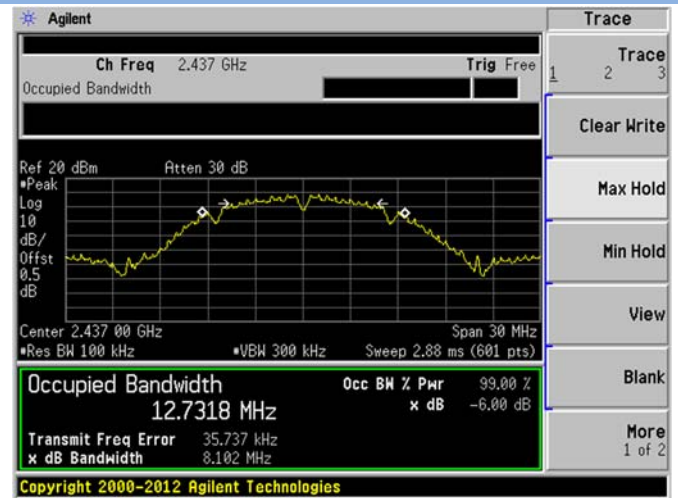 Agilent
Trace
Ch Freq 2.437 GHz Trig Free
Occupied Bandwidth
Trace
1 2 3
Clear Write
Max Hold
Min Hold
View
Blank
More
1 of 2
Ref 20 dBm Atten 30 dB
#Peak
Log
10
dB/
Offst
0.5
dB
Center 2.437 00 GHz Span 30 MHz
#Res BW 100 kHz #VBW 300 kHz Sweep 2.88 ms (601 pts)
Occupied Bandwidth Occ BW % Pwr 99.00 %
12.7318 MHz x dB -6.00 dB
Transmit Freq Error 35.737 kHz
x dB Bandwidth 8.102 MHz
Copyright 2000-2012 Agilent Technologies